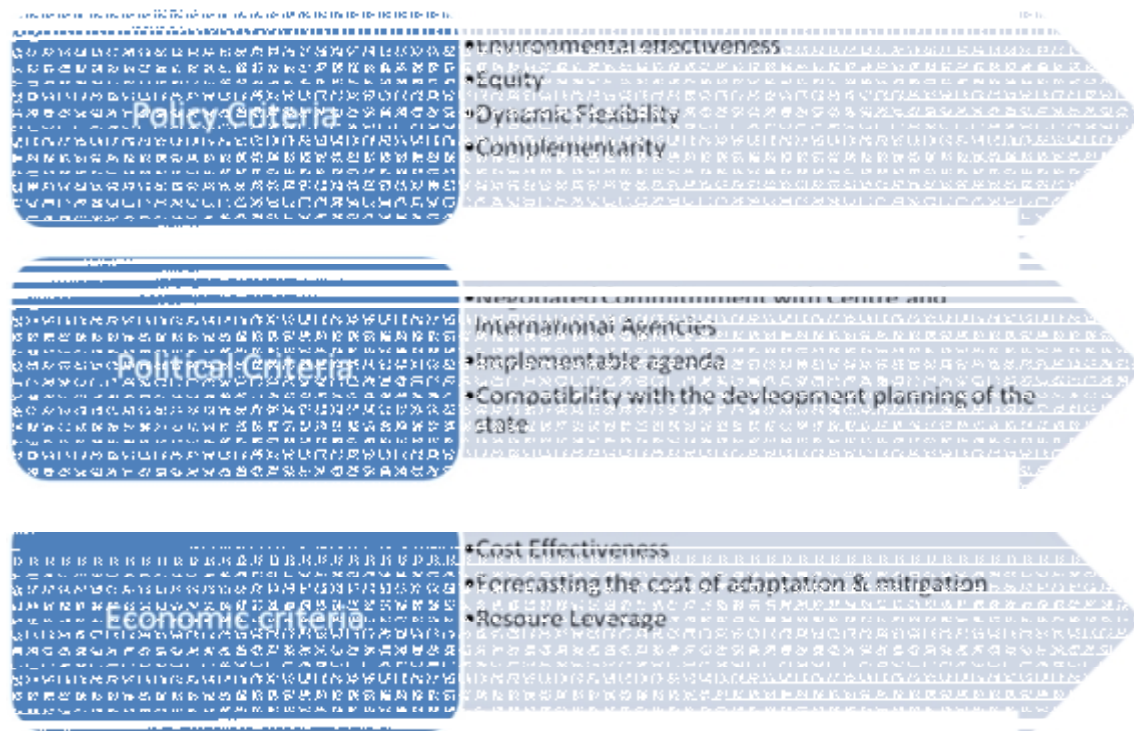 Policy Criteria
•Environmental effectiveness
•Equity
•Dynamic Flexibility
•Complementarity
Political Criteria
•Negotiated Commitmment with Centre and
International Agencies
•Implementable agenda
•Compatibility with the devleopment planning of the
state
Economic criteria
•Cost Effectiveness
•Forecasting the cost of adaptation & mitigation
•Resoure Leverage